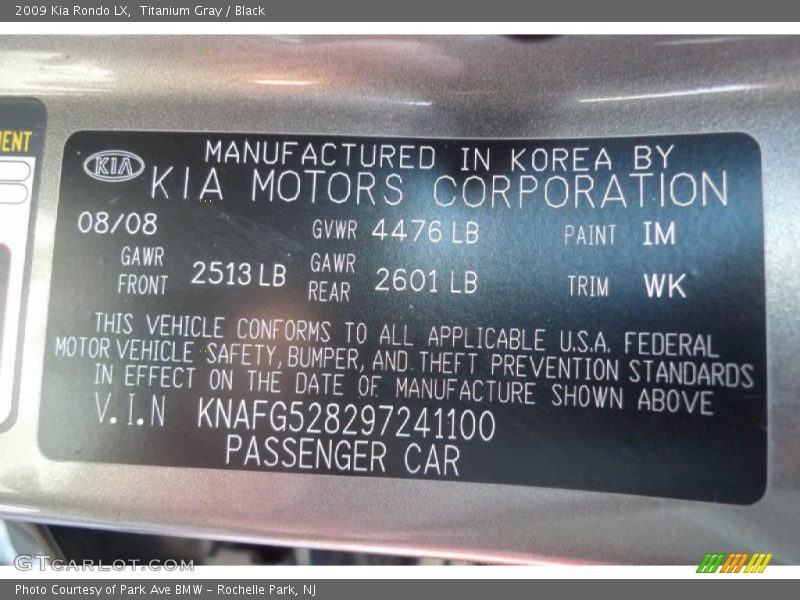 2009 Kia Rondo LX,  Titanium Gray / Black
ENT
KIA
MANUFACTURED IN KOREA BY
KIA MOTORS CORPORATION
08/08 GVWR 4476 LB PAINT IM
GAWR FRONT 2513 LB GAWR REAR 2601 LB TRIM WK
THIS VEHICLE CONFORMS TO ALL APPLICABLE U.S.A. FEDERAL
MOTOR VEHICLE SAFETY, BUMPER, AND THEFT PREVENTION STANDARDS
IN EFFECT ON THE DATE OF MANUFACTURE SHOWN ABOVE
V.I.N KNAFG528297241100
PASSENGER CAR
GTCARLOT.COM
Photo Courtesy of Park Ave BMW - Rochelle Park, NJ